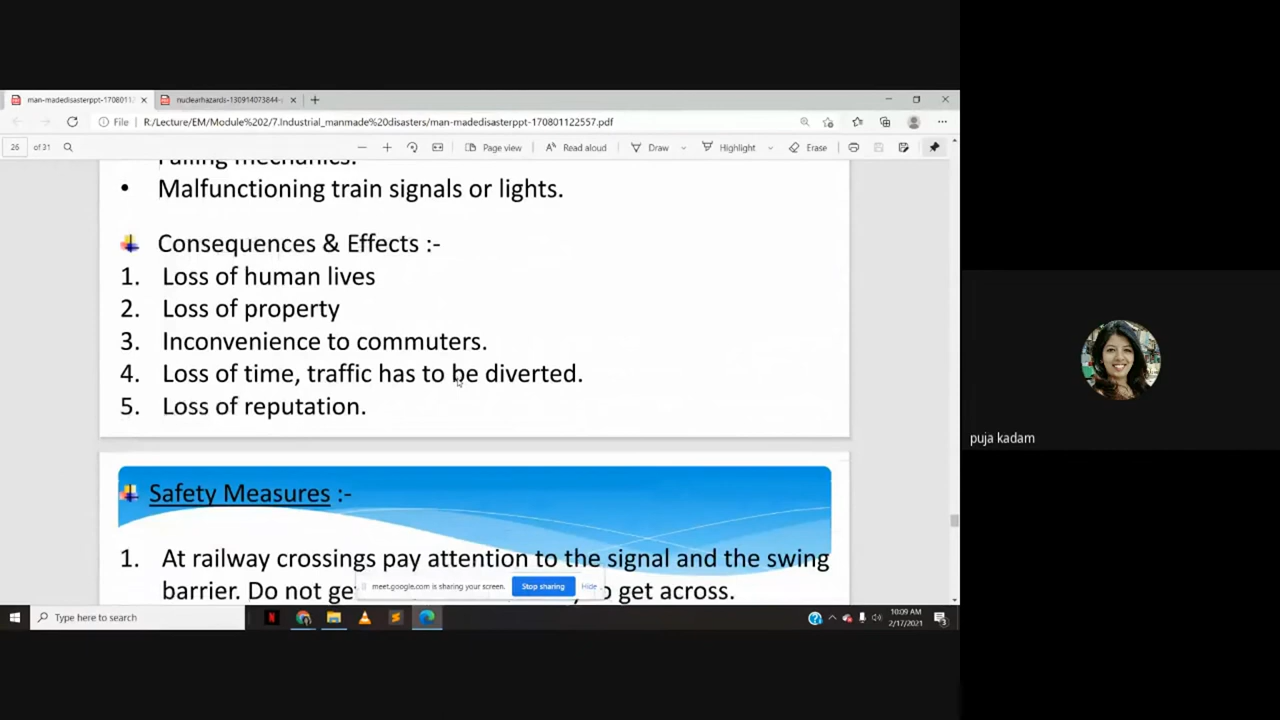 man-madedisasterppt-170801122
nuclearhazards-130914073844-
File
R:/Lecture/EM/Module%202/7.Industrial_manmade%20disasters/man-madedisasterppt-170801122557.pdf
26 of 31
Page view
Read aloud
Draw
Highlight
Erase
Failing mechanics.
• Malfunctioning train signals or lights.
Consequences & Effects :-
1. Loss of human lives
2. Loss of property
3. Inconvenience to commuters.
4. Loss of time, traffic has to be diverted.
5. Loss of reputation.
puja kadam
Safety Measures :-
1. At railway crossings pay attention to the signal and the swing
barrier. Do not get across.
meet.google.com is sharing your screen.
Stop sharing
Hide
Type here to search
10:09 AM
2/17/2021